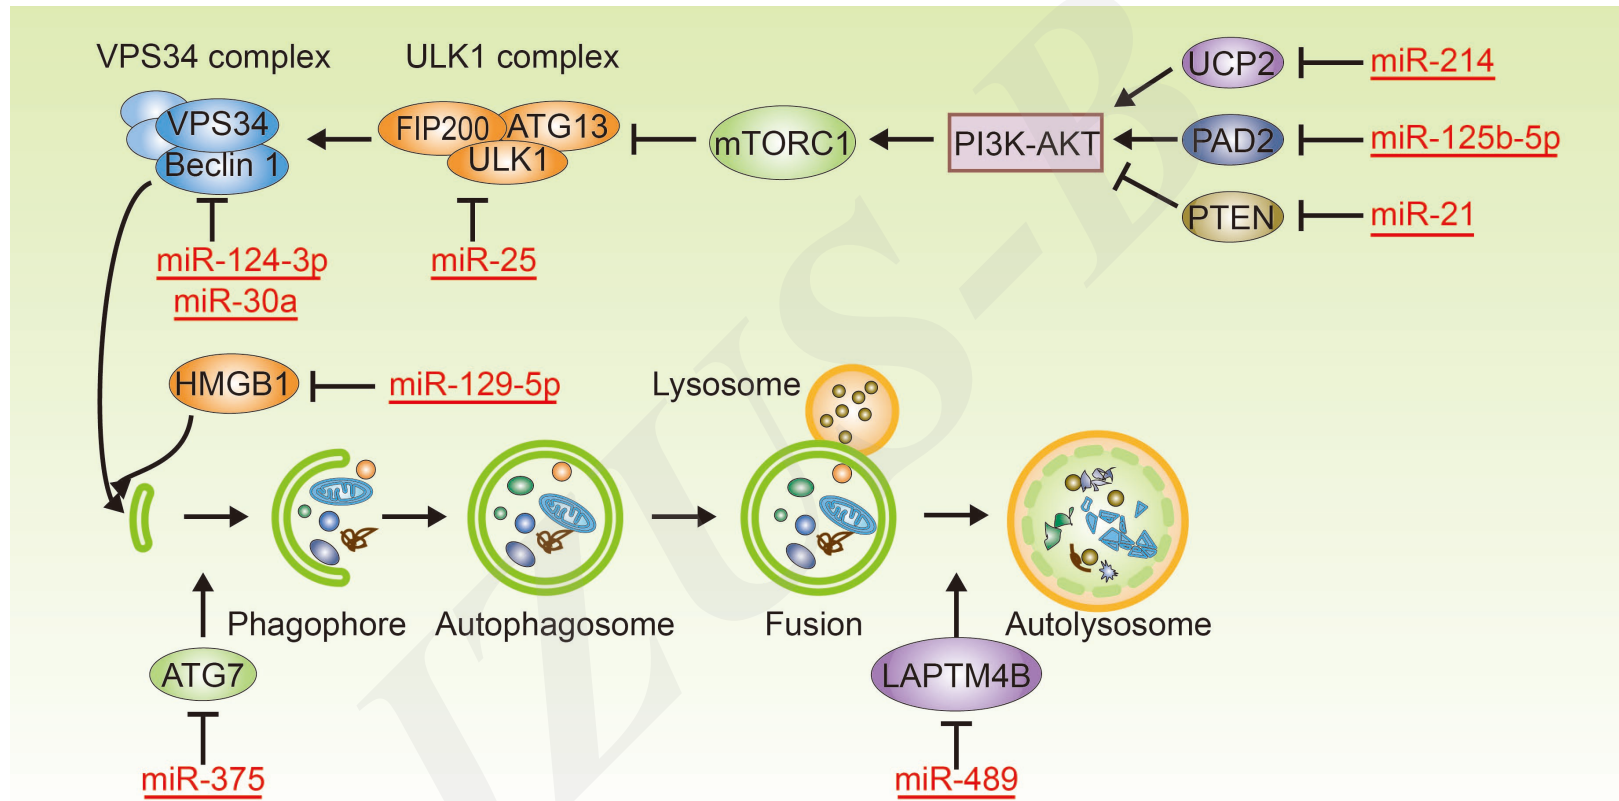 VPS34 complex
ULK1 complex
UCP2
miR-214
VPS34
Beclin 1
FIP200
ATG13
ULK1
mTORC1
PI3K-AKT
PAD2
miR-125b-5p
PTEN
miR-21
miR-124-3p
miR-30a
miR-25
HMGB1
miR-129-5p
Lysosome
Phagophore
Autophagosome
Fusion
Autolysosome
ATG7
LAPTM4B
miR-375
miR-489
JZUS-B